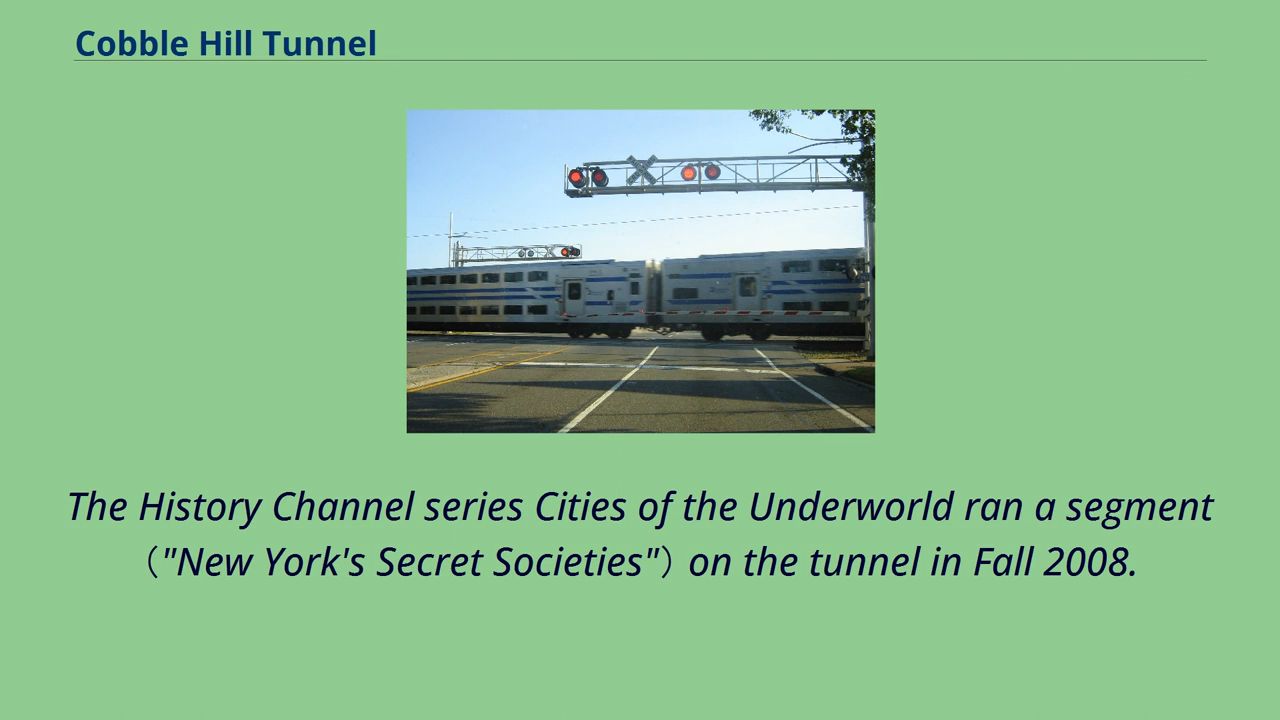 Cobble Hill Tunnel
The History Channel series Cities of the Underworld ran a segment
（"New York's Secret Societies"）on the tunnel in Fall 2008.